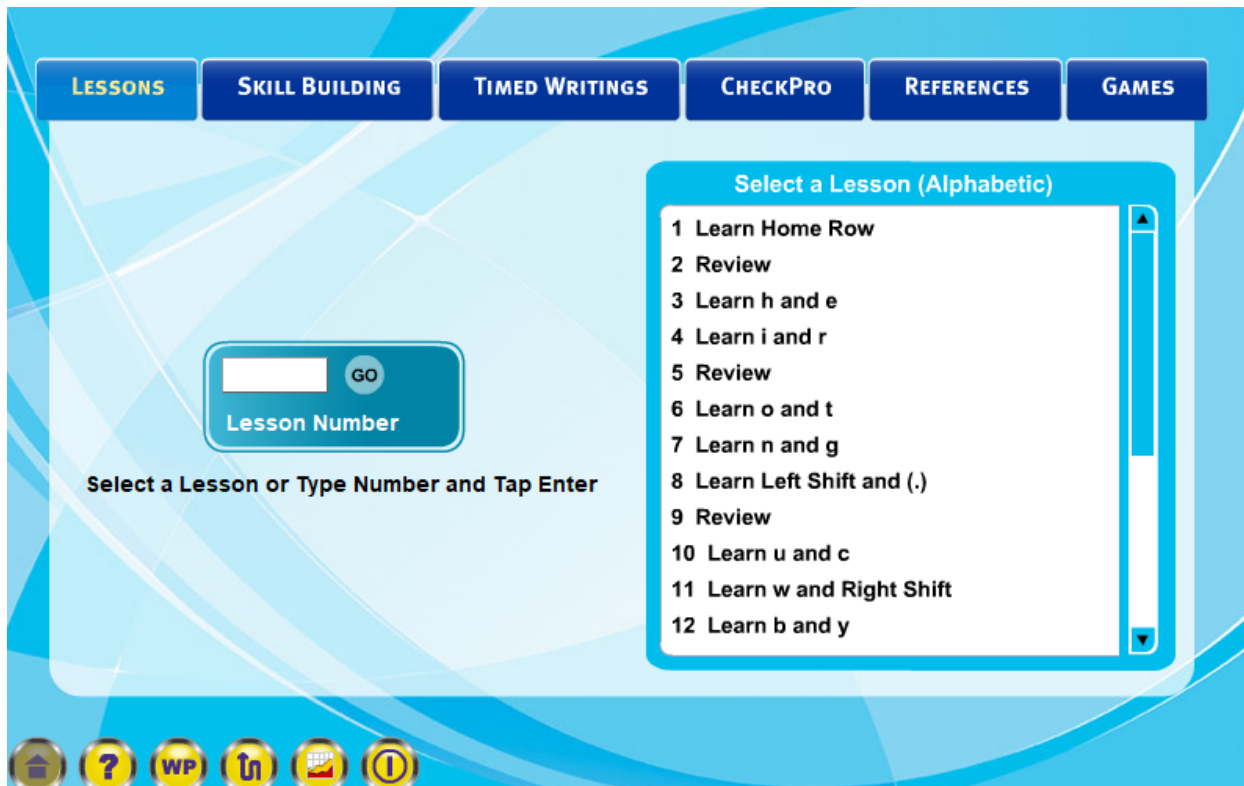 LESSONS
SKILL BUILDING
TIMED WRITINGS
CHECKPRO
REFERENCES
GAMES
GO
Lesson Number
Select a Lesson or Type Number and Tap Enter
Select a Lesson (Alphabetic)
1 Learn Home Row
2 Review
3 Learn h and e
4 Learn i and r
5 Review
6 Learn o and t
7 Learn n and g
8 Learn Left Shift and (.)
9 Review
10 Learn u and c
11 Learn w and Right Shift
12 Learn b and y
? WP